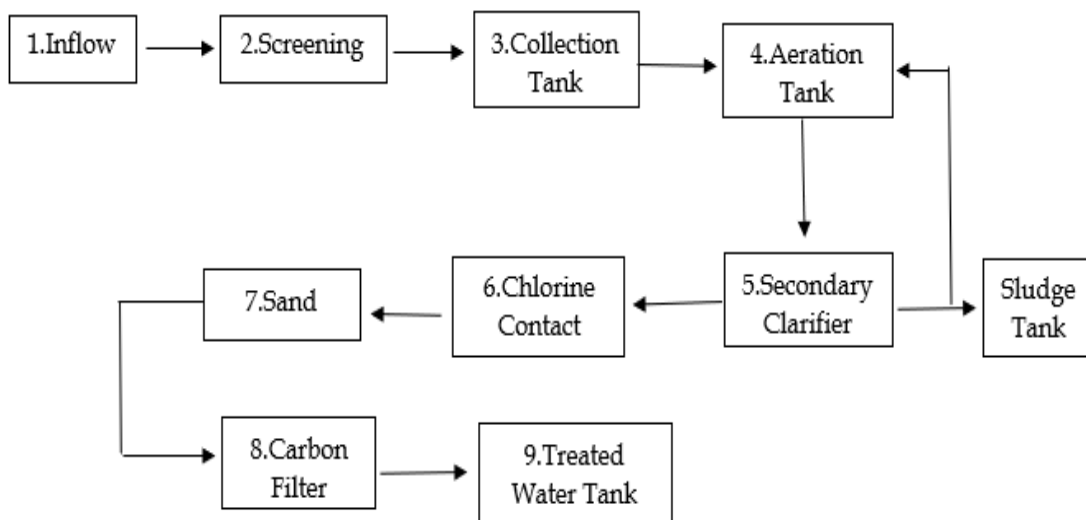 1.Inflow
2.Screening
3.Collection
Tank
4.Aeration
Tank
5.Secondary
Clarifier
Sludge
Tank
6.Chlorine
Contact
7.Sand
8.Carbon
Filter
9.Treated
Water Tank